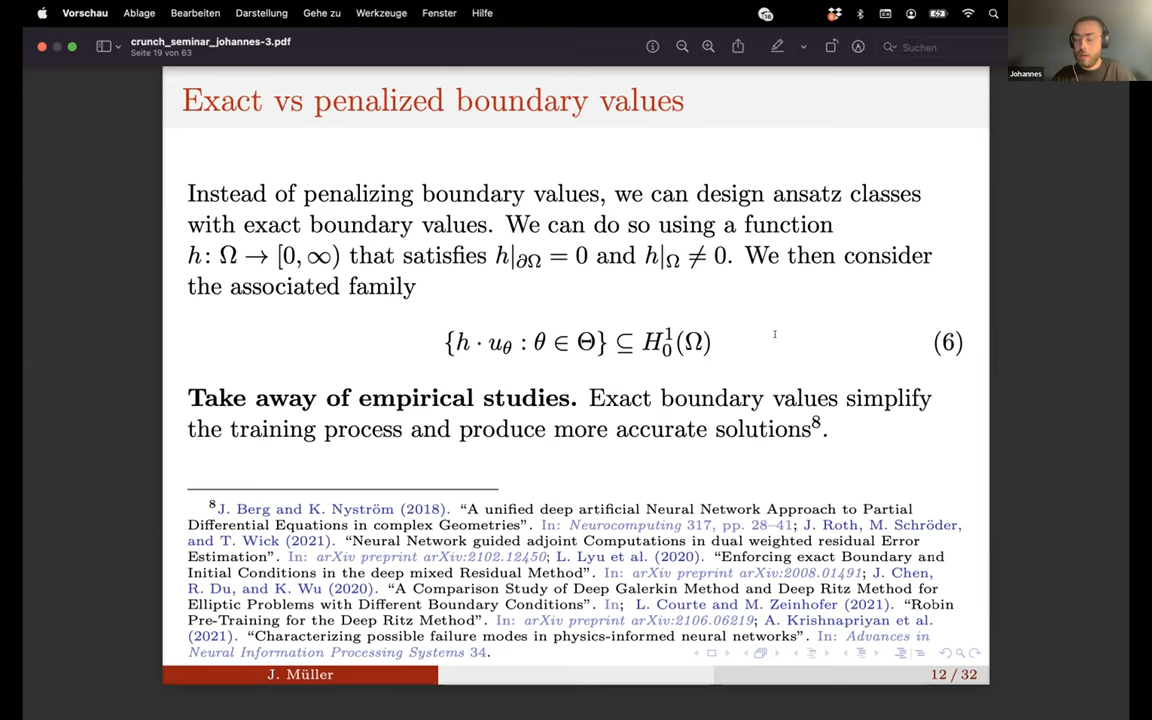 Vorschau Ablage Bearbeiten Darstellung Gehe zu Werkzeuge Fenster Hilfe
crunch_seminar_johannes-3.pdf
Seite 19 von 63
Suchen
Johannes
Exact vs penalized boundary values
Instead of penalizing boundary values, we can design ansatz classes
with exact boundary values. We can do so using a function
h: Ω → [0, ∞) that satisfies h|∂Ω = 0 and h|Ω ≠ 0. We then consider
the associated family
{h · uθ : θ ∈ Θ} ⊆ H¹₀(Ω) (6)
Take away of empirical studies. Exact boundary values simplify
the training process and produce more accurate solutions⁸.
⁸J. Berg and K. Nyström (2018). “A unified deep artificial Neural Network Approach to Partial
Differential Equations in complex Geometries”. In: Neurocomputing 317, pp. 28–41; J. Roth, M. Schröder,
and T. Wick (2021). “Neural Network guided adjoint Computations in dual weighted residual Error
Estimation”. In: arXiv preprint arXiv:2102.12450; L. Lyu et al. (2020). “Enforcing exact Boundary and
Initial Conditions in the deep mixed Residual Method”. In: arXiv preprint arXiv:2008.01491; J. Chen,
R. Du, and K. Wu (2020). “A Comparison Study of Deep Galerkin Method and Deep Ritz Method for
Elliptic Problems with Different Boundary Conditions”. In; L. Courte and M. Zeinhofer (2021). “Robin
Pre-Training for the Deep Ritz Method”. In: arXiv preprint arXiv:2106.06219; A. Krishnapriyan et al.
(2021). “Characterizing possible failure modes in physics-informed neural networks”. In: Advances in
Neural Information Processing Systems 34.
J. Müller 12 / 32